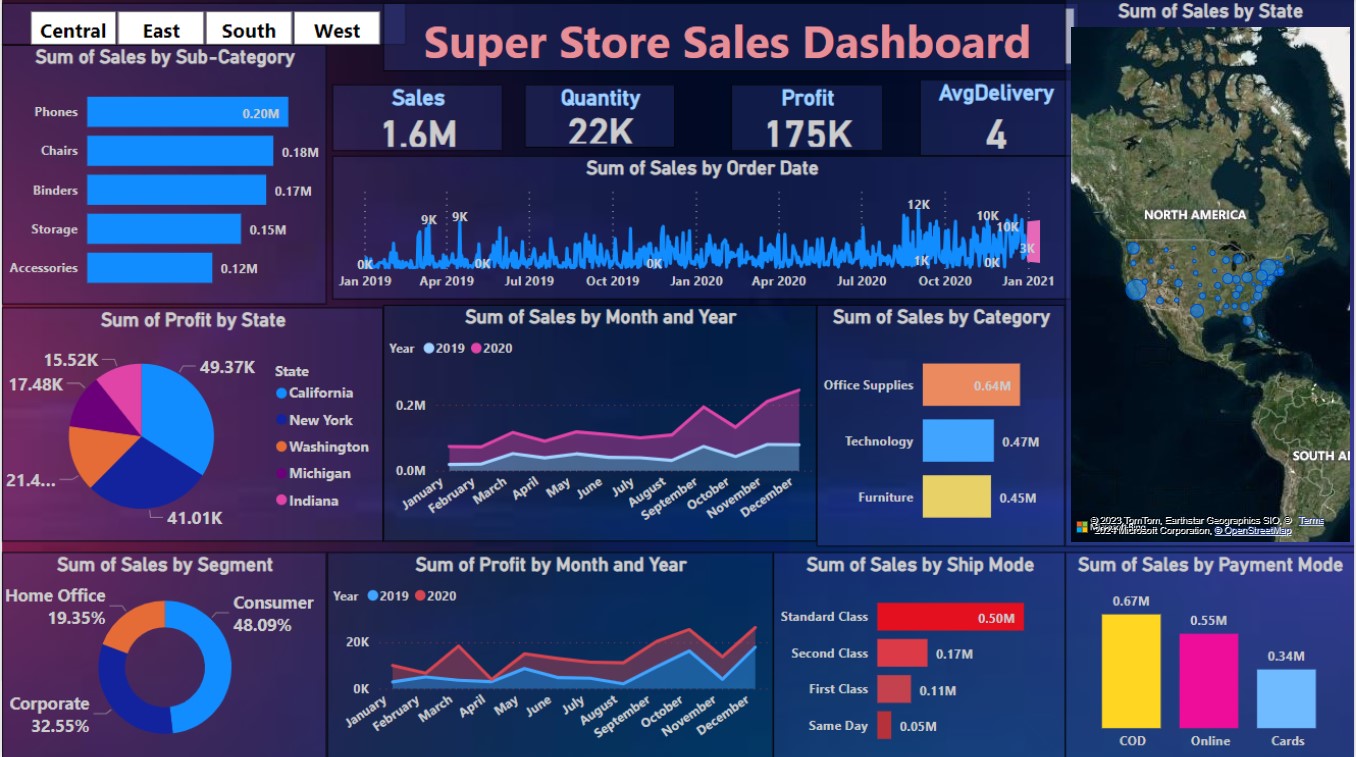 Central East South West
Super Store Sales Dashboard
Sum of Sales by State
Sum of Sales by Sub-Category
Phones 0.20M
Chairs 0.18M
Binders 0.17M
Storage 0.15M
Accessories 0.12M
Sales
1.6M
Quantity
22K
Profit
175K
AvgDelivery
4
Sum of Sales by Order Date
0K 9K 9K 0K 0K 12K 1K 10K 0K 10K 3K
Jan 2019 Apr 2019 Jul 2019 Oct 2019 Jan 2020 Apr 2020 Jul 2020 Oct 2020 Jan 2021
NORTH AMERICA
SOUTH A
© 2023 TomTom, Earthstar Geographics SIO, © Terms
2024 Microsoft Corporation, © OpenStreetMap
Sum of Profit by State
15.52K
17.48K
21.4...
49.37K
41.01K
State
California
New York
Washington
Michigan
Indiana
Sum of Sales by Month and Year
Year 2019 2020
0.2M
0.0M
January February March April May June July August September October November December
Sum of Sales by Category
Office Supplies 0.64M
Technology 0.47M
Furniture 0.45M
Sum of Sales by Segment
Home Office
19.35%
Consumer
48.09%
Corporate
32.55%
Sum of Profit by Month and Year
Year 2019 2020
20K
0K
January February March April May June July August September October November December
Sum of Sales by Ship Mode
Standard Class 0.50M
Second Class 0.17M
First Class 0.11M
Same Day 0.05M
Sum of Sales by Payment Mode
0.67M
0.55M
0.34M
COD Online Cards